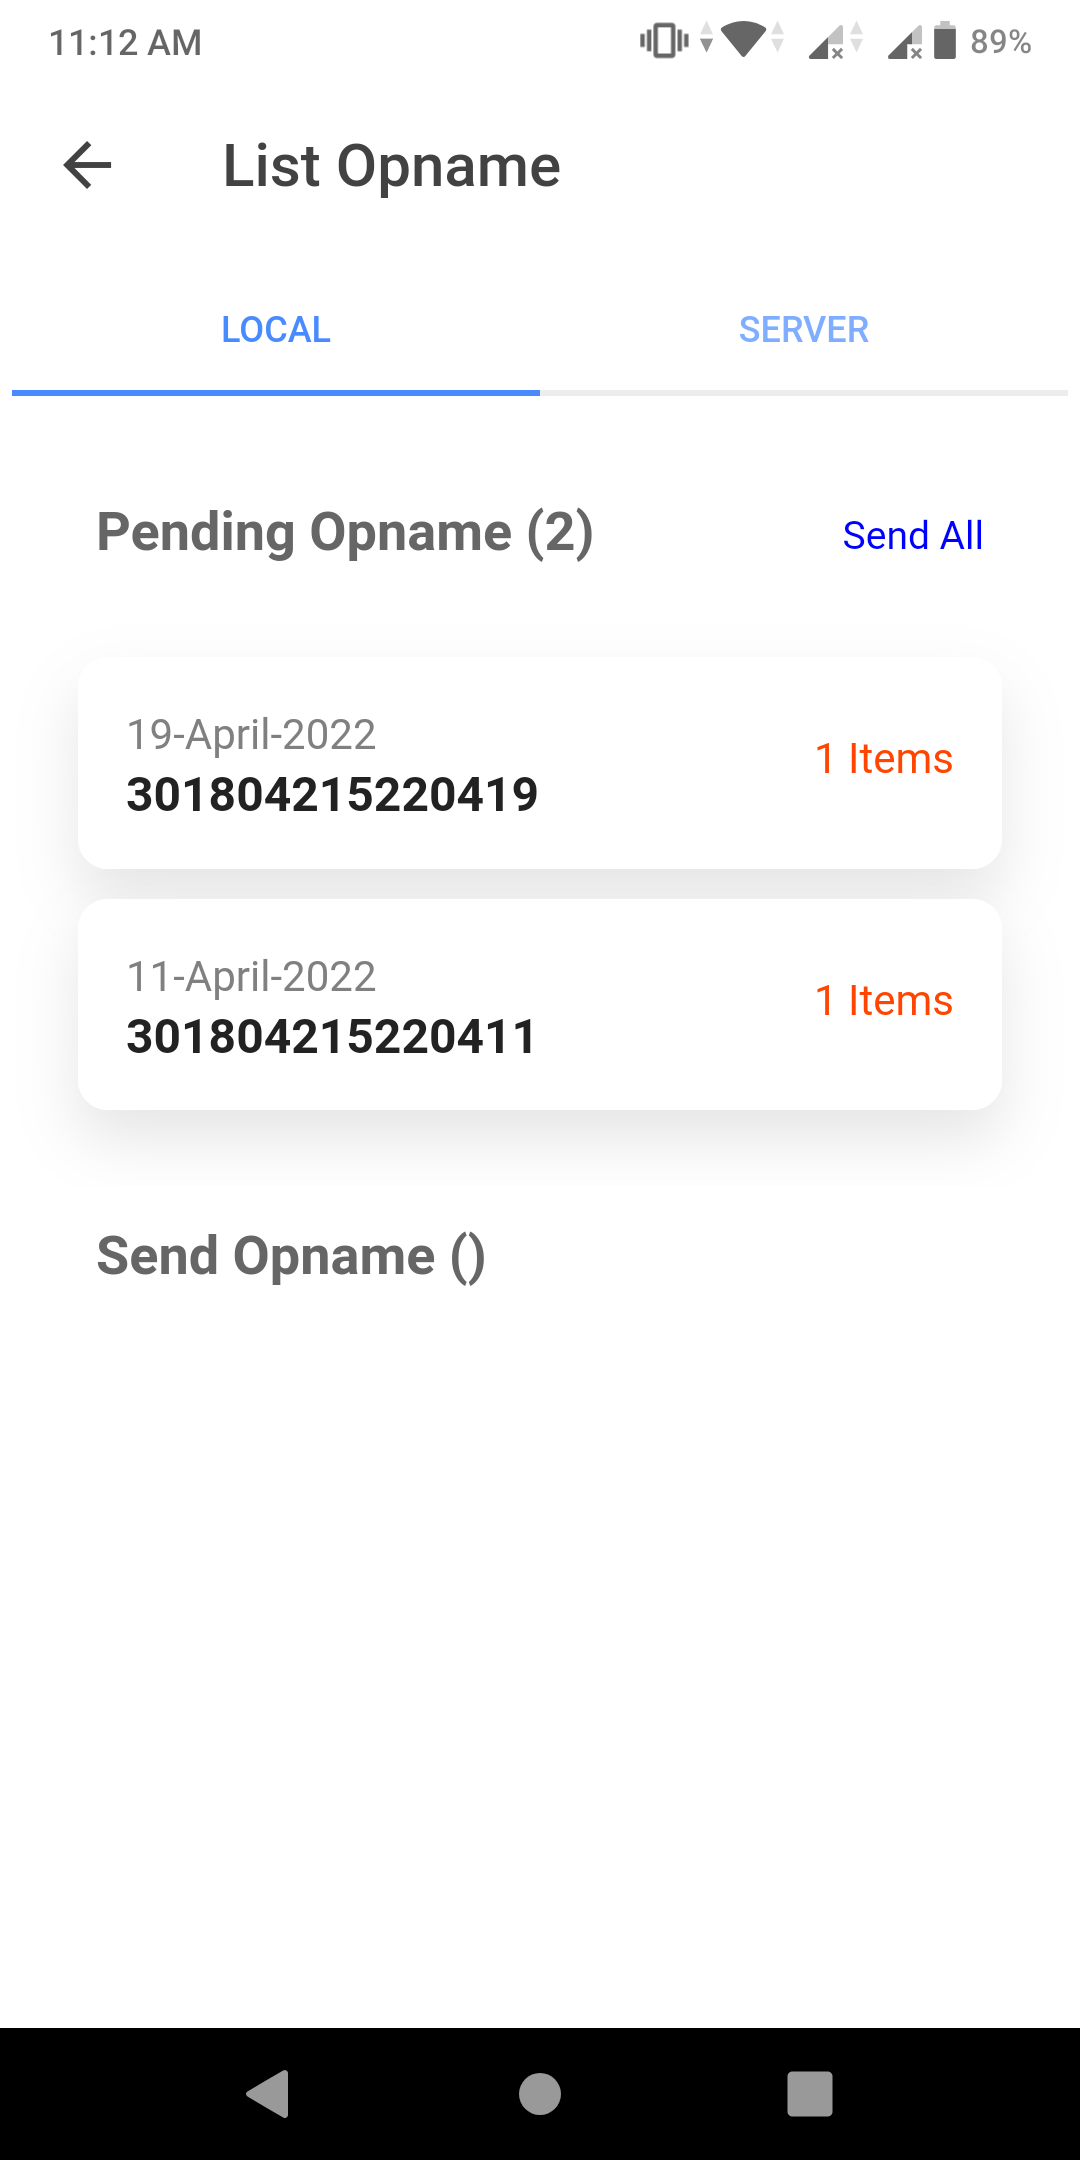 11:12 AM 89%
List Opname
LOCAL SERVER
Pending Opname (2) Send All
19-April-2022
1 Items
301804215220419
11-April-2022
1 Items
301804215220411
Send Opname ()